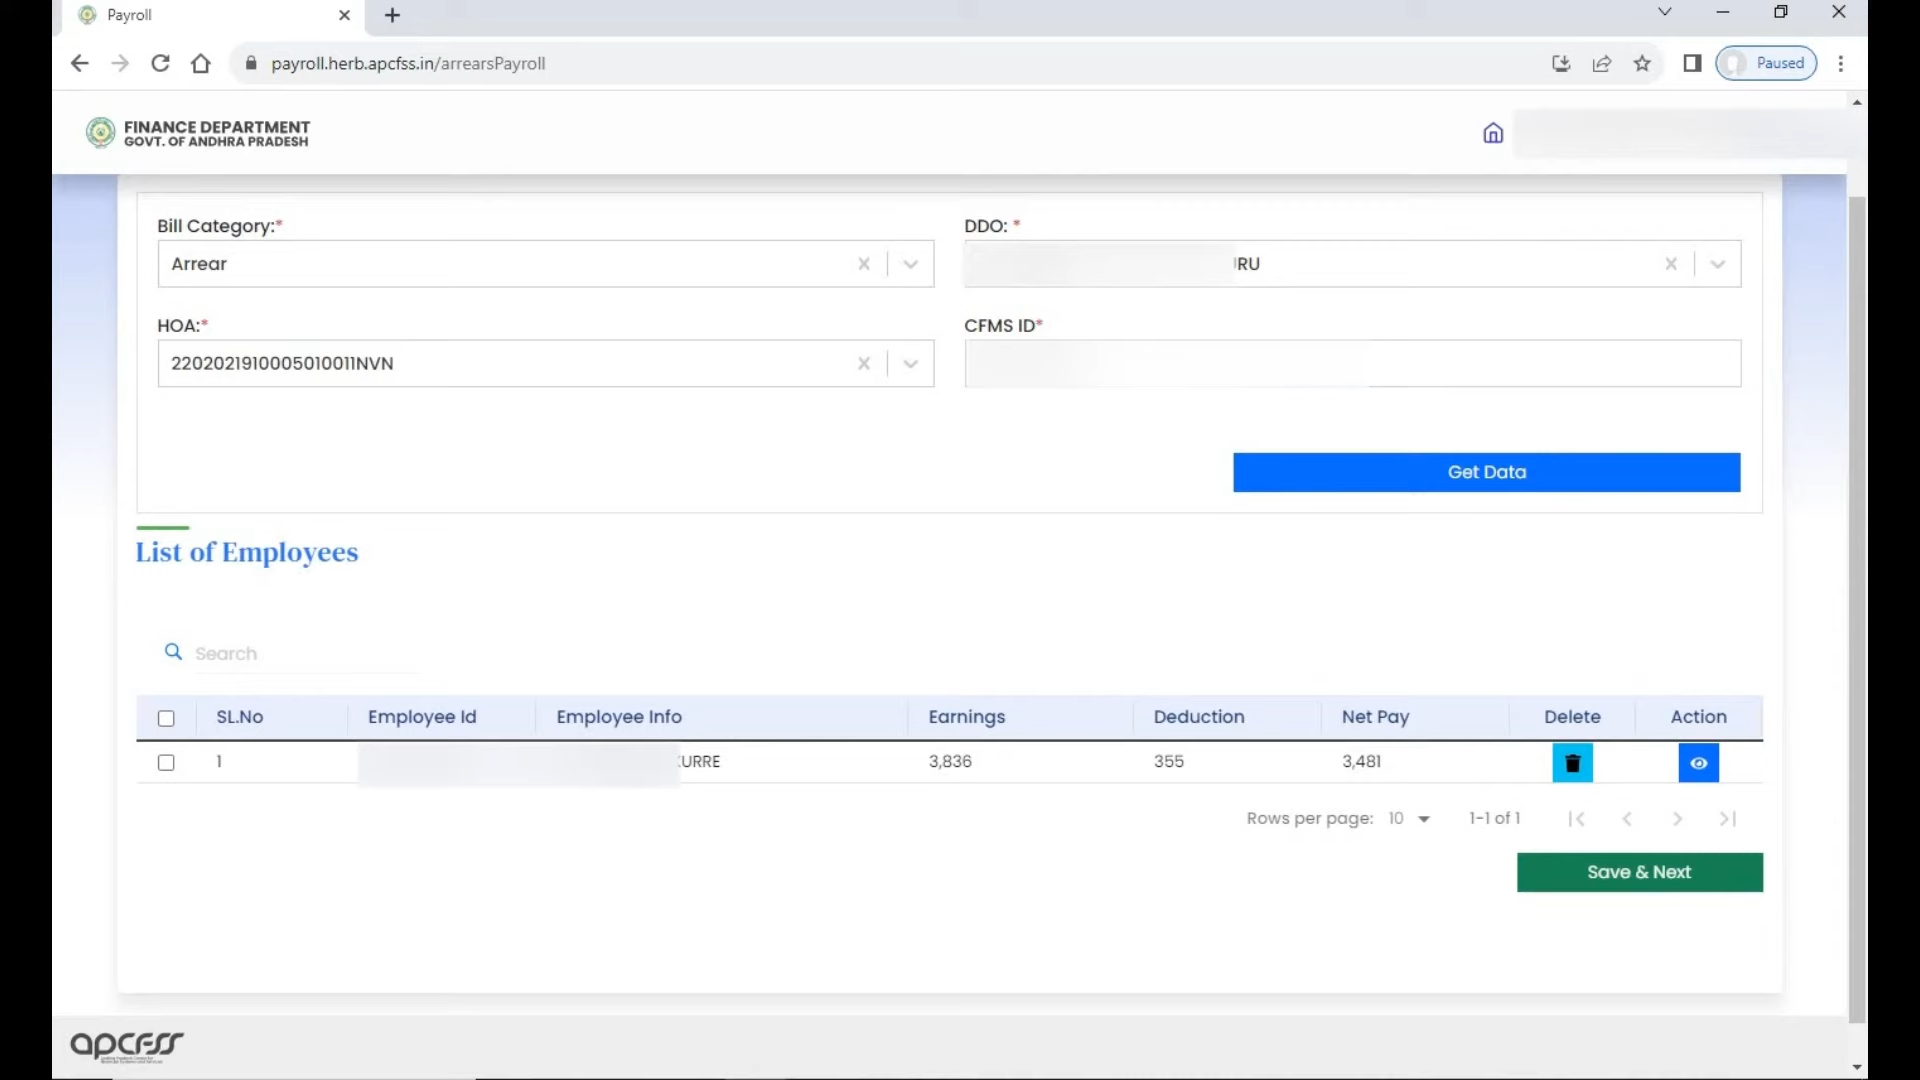 Payroll
payroll.herb.apcfss.in/arrearsPayroll
Paused
FINANCE DEPARTMENT
GOVT. OF ANDHRA PRADESH
Bill Category:*
DDO: *
Arrear
RU
HOA:*
CFMS ID*
2202021910005010011NVN
Get Data
List of Employees
Search
SL.No Employee Id Employee Info Earnings Deduction Net Pay Delete Action
1 URRE 3,836 355 3,481
Rows per page: 10 1-1 of 1
Save & Next
apcfss